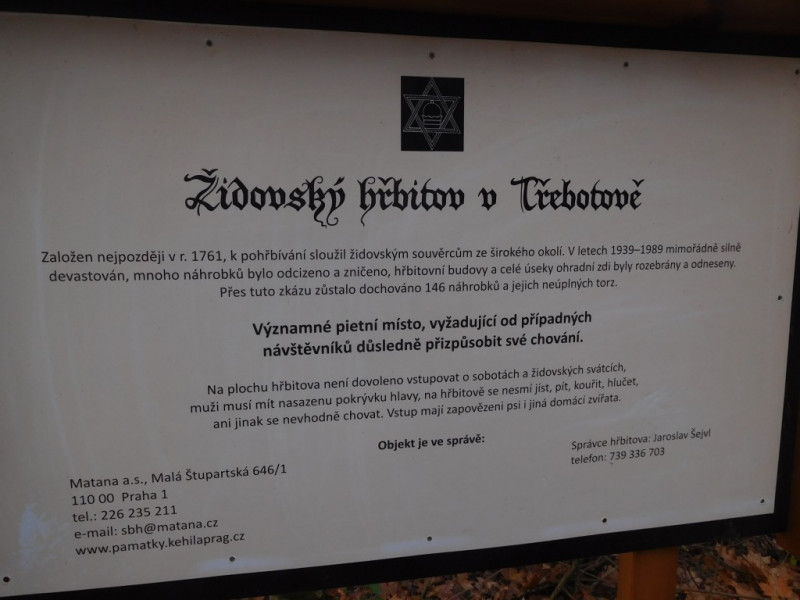 Židovský hřbitov v Třebotově
Založen nejpozději v r. 1761, k pohřbívání sloužil židovským souvěrcům ze širokého okolí. V letech 1939–1989 mimořádně silně
devastován, mnoho náhrobků bylo odcizeno a zničeno, hřbitovní budovy a celé úseky ohradní zdi byly rozebrány a odneseny.
Přes tuto zkázu zůstalo dochováno 146 náhrobků a jejich neúplných torz.
Významné pietní místo, vyžadující od případných
návštěvníků důsledně přizpůsobit své chování.
Na plochu hřbitova není dovoleno vstupovat o sobotách a židovských svátcích,
muži musí mít nasazenu pokrývku hlavy, na hřbitově se nesmí jíst, pít, kouřit, hlučet,
ani jinak se nevhodně chovat. Vstup mají zapovězeni psi i jiná domácí zvířata.
Objekt je ve správě:
Matana a.s., Malá Štupartská 646/1
110 00 Praha 1
tel.: 226 235 211
e-mail: sbh@matana.cz
www.pamatky.kehilaprag.cz
Správce hřbitova: Jaroslav Šejvl
telefon: 739 336 703